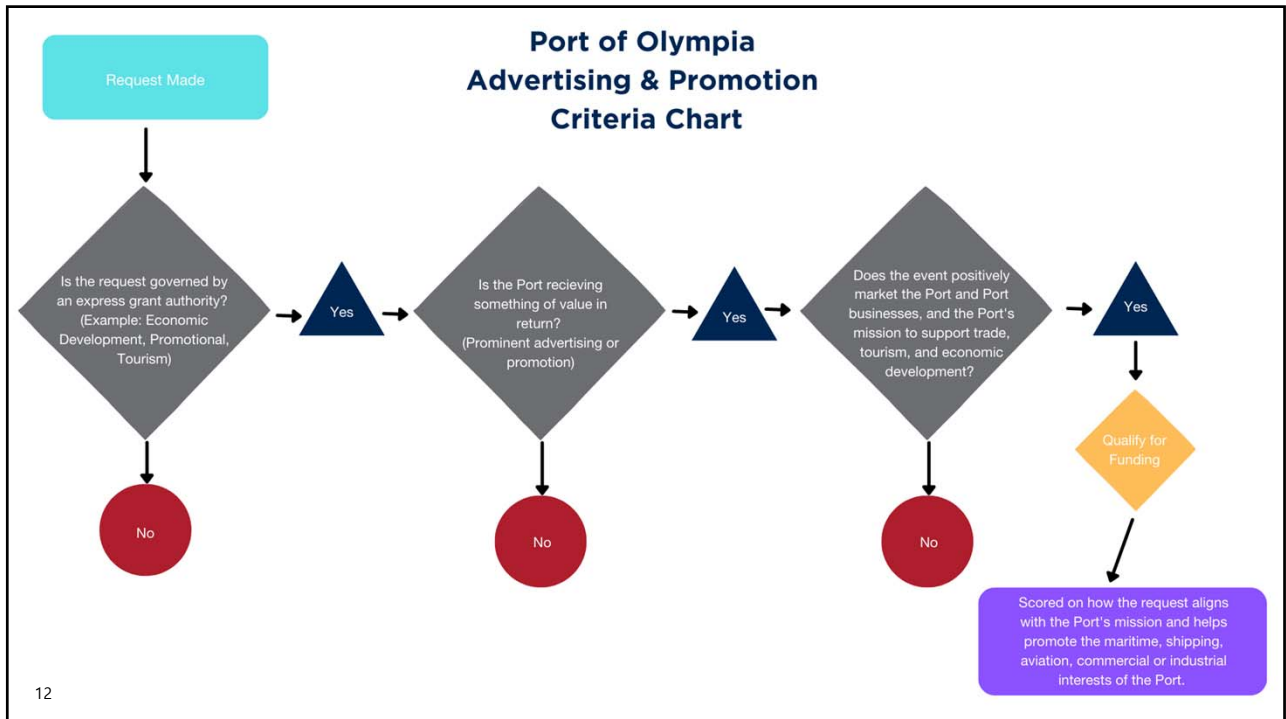 Port of Olympia
Advertising & Promotion
Criteria Chart
Request Made
Is the request governed by
an express grant authority?
(Example: Economic
Development, Promotional,
Tourism)
Yes
No
Is the Port recieving
something of value in
return?
(Prominent advertising or
promotion)
Yes
No
Does the event positively
market the Port and Port
businesses, and the Port's
mission to support trade,
tourism, and economic
development?
Yes
No
Qualify for
Funding
Scored on how the request aligns
with the Port's mission and helps
promote the maritime, shipping,
aviation, commercial or industrial
interests of the Port.
12